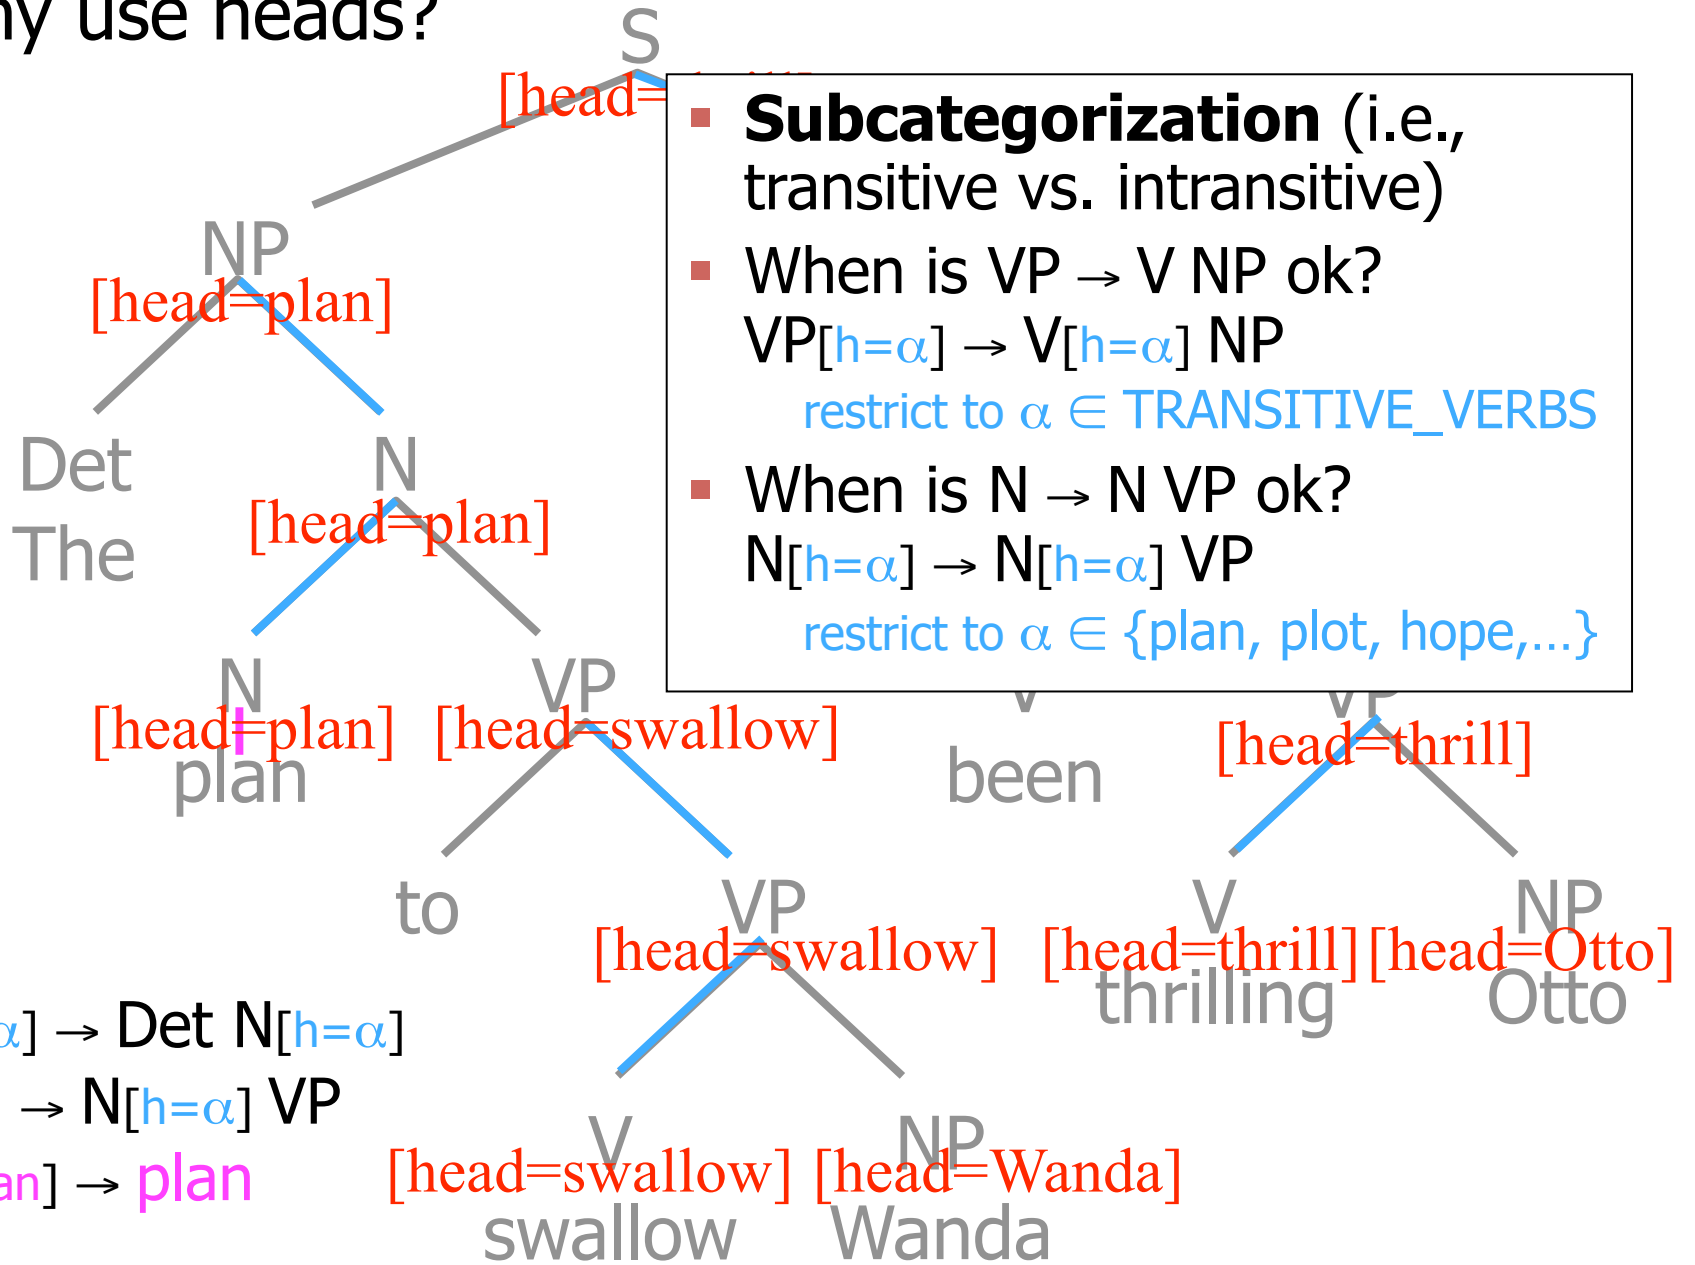 ny use heads?
S
[head=
Subcategorization (i.e.,
transitive vs. intransitive)
When is VP → V NP ok?
VP[h=α] → V[h=α] NP
restrict to α ∈ TRANSITIVE_VERBS
When is N → N VP ok?
N[h=α] → N[h=α] VP
restrict to α ∈ {plan, plot, hope,…}
NP
[head=plan]
Det
N
The
[head=plan]
N
VP
V
VP
[head=plan]
[head=swallow]
[head=thrill]
plan
been
to
VP
V
NP
[head=swallow]
[head=thrill]
[head=Otto]
thrilling
Otto
α] → Det N[h=α]
→ N[h=α] VP
an] → plan
V
NP
[head=swallow]
[head=Wanda]
swallow
Wanda